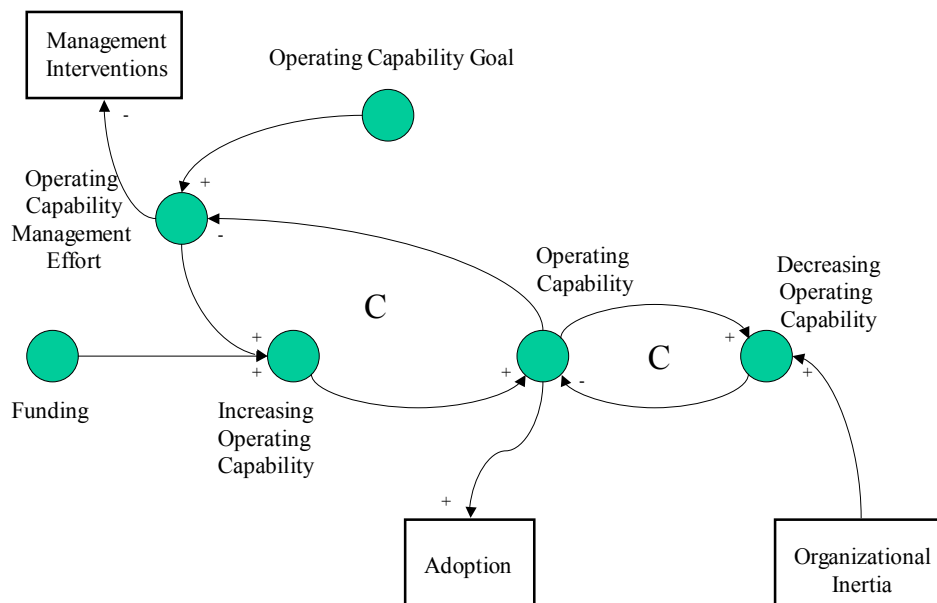 Management
Interventions
Operating Capability Goal
-
+
Operating
Capability
Management
Effort
-
Operating
Capability
Decreasing
Operating
Capability
C
+
+
+
C
+
-
+
Funding
Increasing
Operating
Capability
+
Adoption
Organizational
Inertia